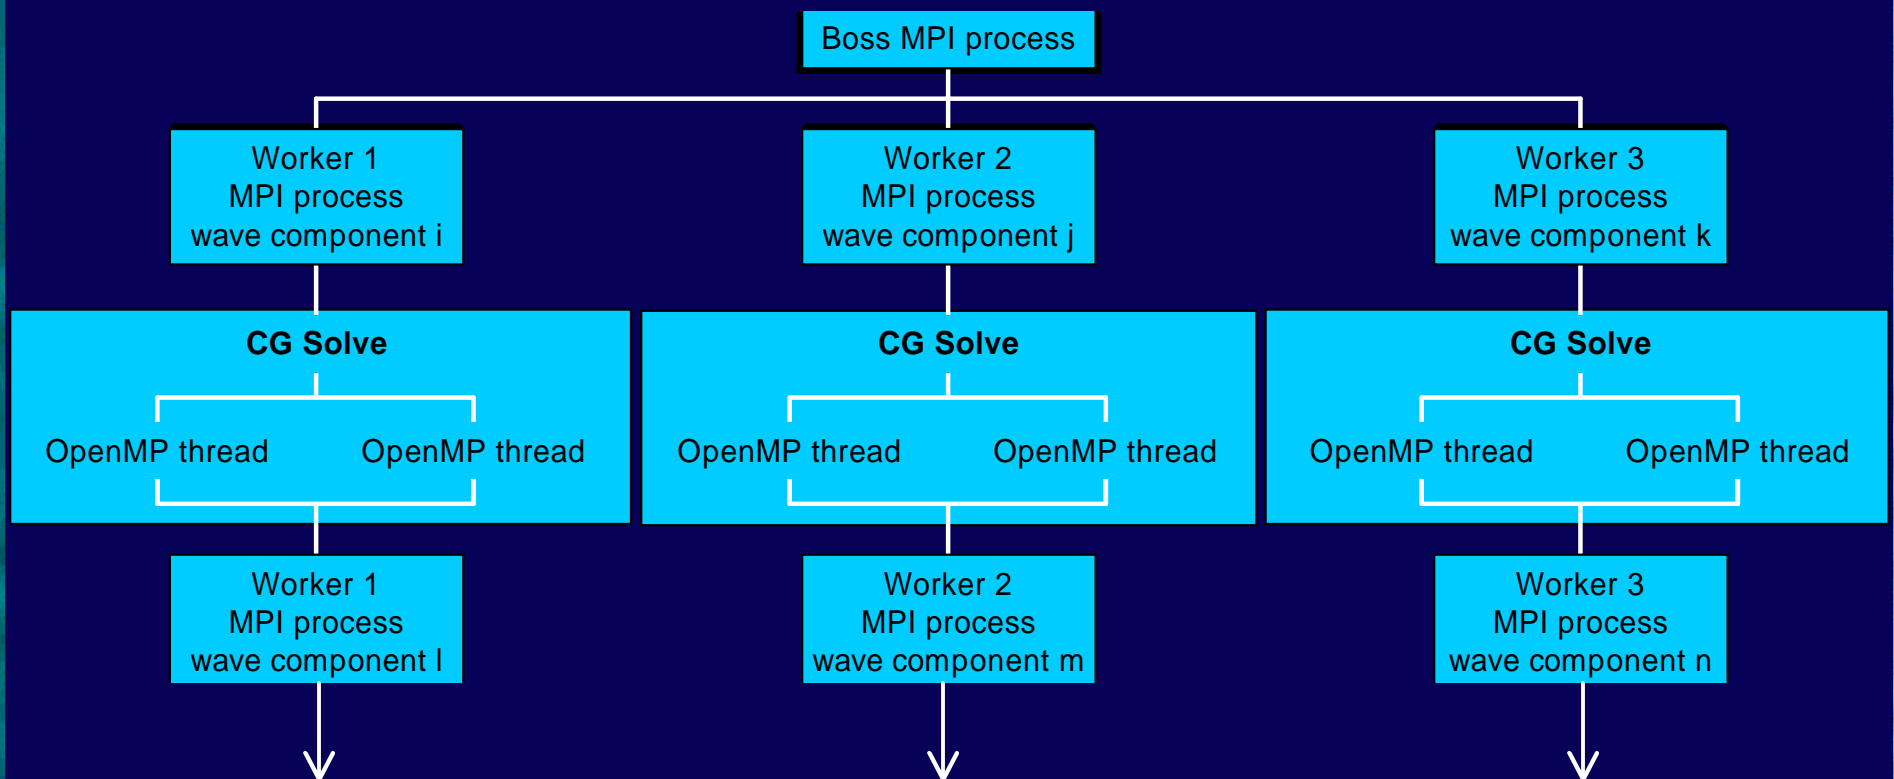 Boss MPI process
Worker 1
MPI process
wave component i
Worker 2
MPI process
wave component j
Worker 3
MPI process
wave component k
CG Solve
OpenMP thread
OpenMP thread
CG Solve
OpenMP thread
OpenMP thread
CG Solve
OpenMP thread
OpenMP thread
Worker 1
MPI process
wave component l
Worker 2
MPI process
wave component m
Worker 3
MPI process
wave component n